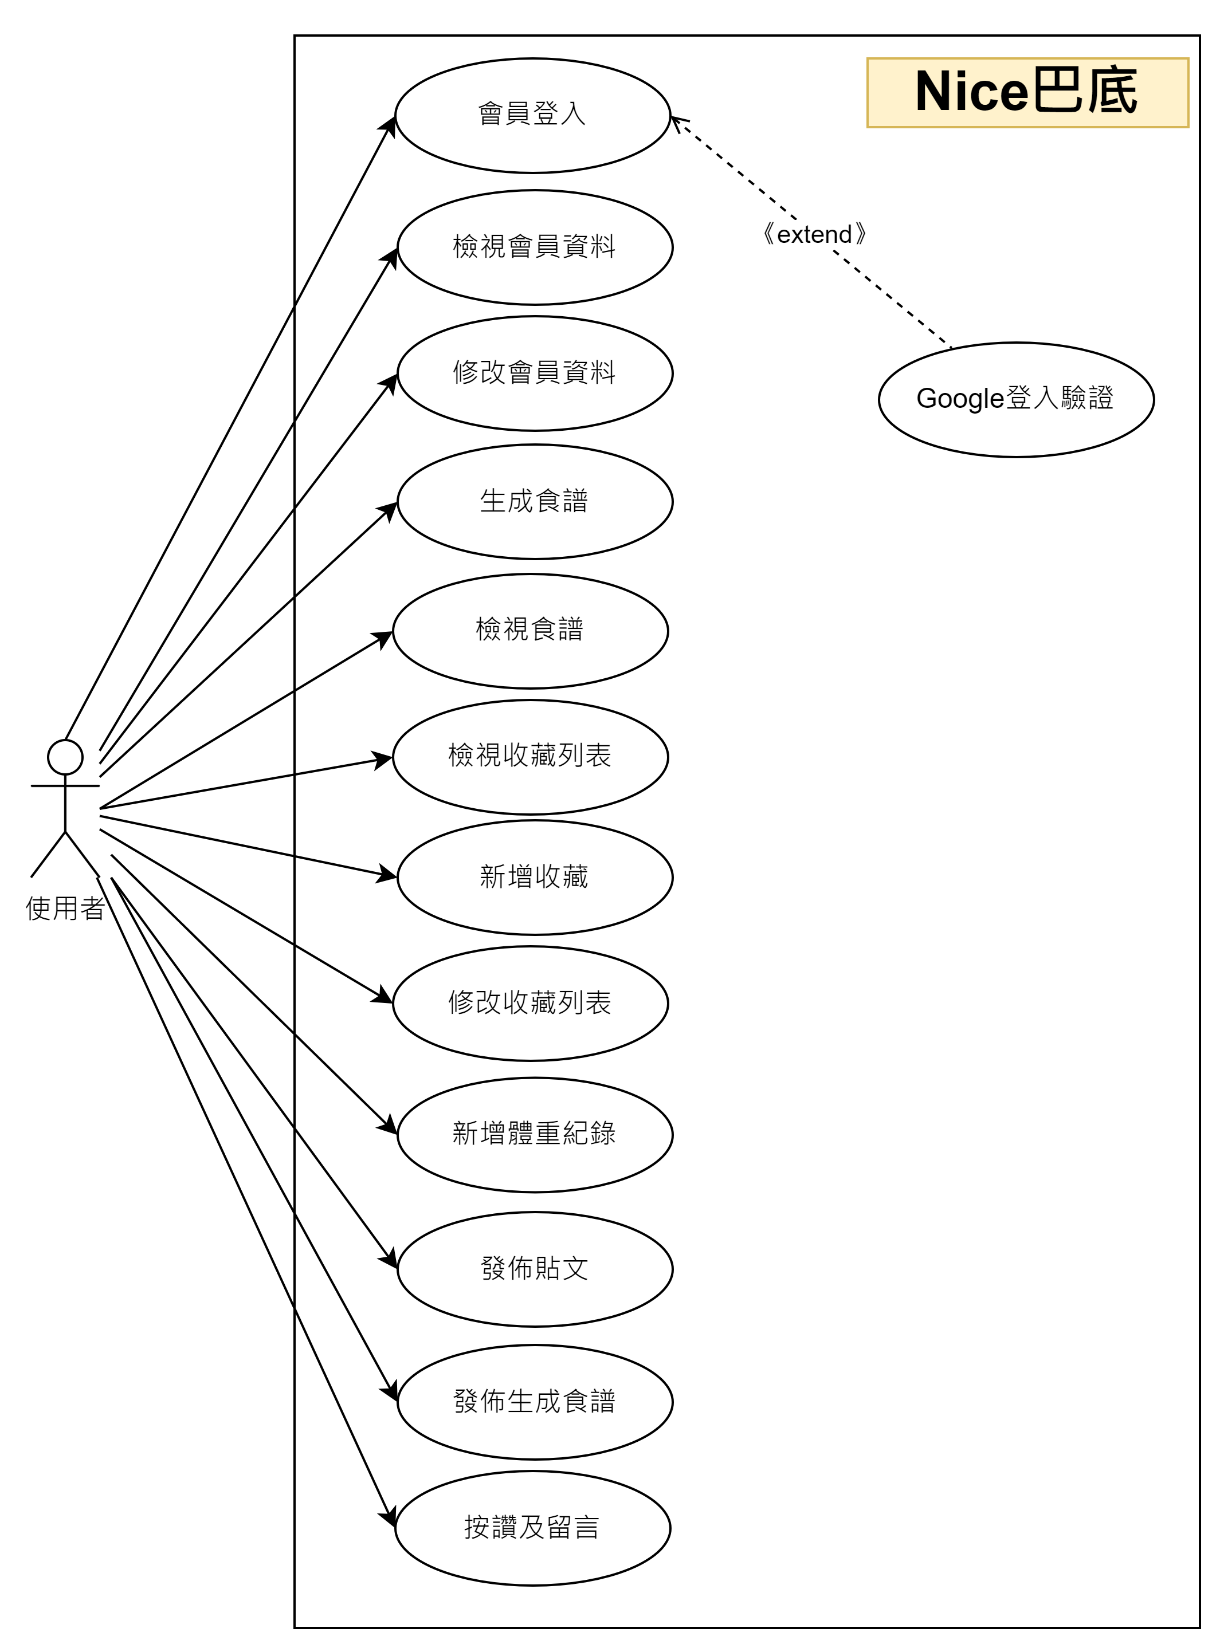 Nice巴底
會員登入
檢視會員資料
《extend》
修改會員資料
Google登入驗證
生成食譜
檢視食譜
檢視收藏列表
新增收藏
使用者
修改收藏列表
新增體重紀錄
發佈貼文
發佈生成食譜
按讚及留言